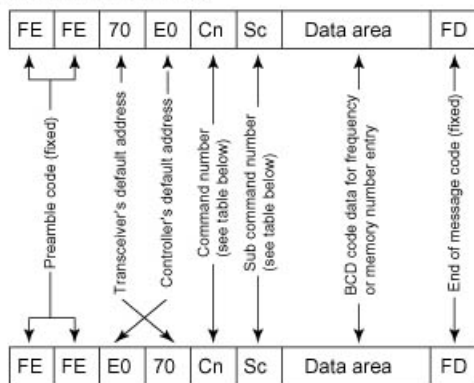 FE FE 70 E0 Cn Sc Data area FD
Preamble code (fixed)
Transceiver's default address
Controller's default address
Command number
(see table below)
Sub command number
(see table below)
BCD code data for frequency
or memory number entry
End of message code (fixed)
FE FE E0 70 Cn Sc Data area FD